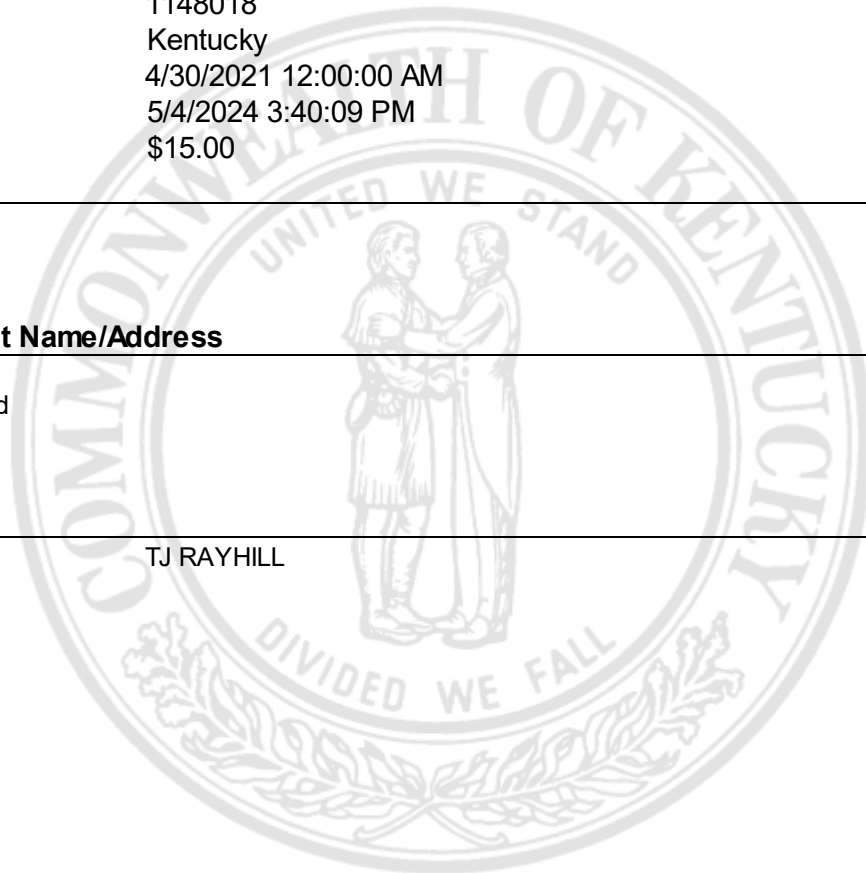 1148018
Kentucky
4/30/2021 12:00:00 AM
5/4/2024 3:40:09 PM
$15.00
t Name/Address
d
TJ RAYHILL
COMMONWEALTH OF KENTUCKY
UNITED WE STAND
DIVIDED WE FALL